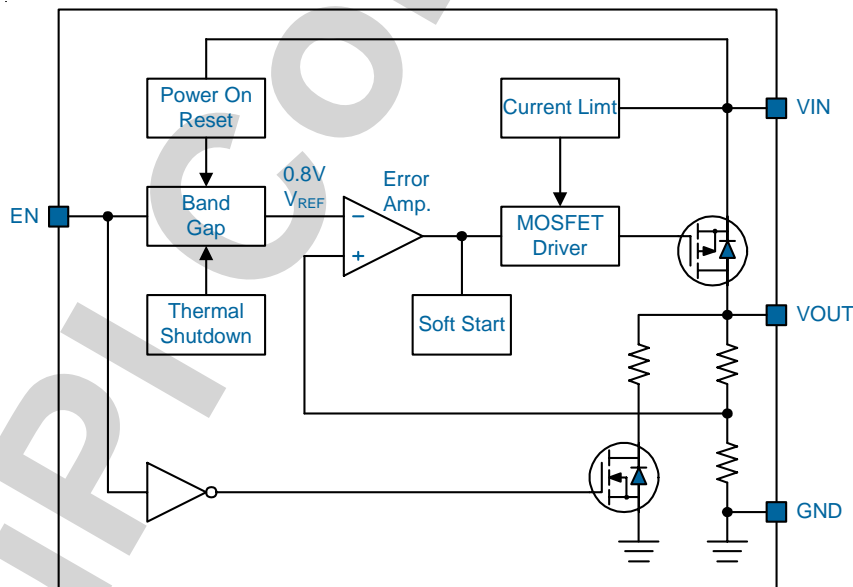 Power On
Reset
Current Limt
VIN
0.8V
VREF
Error
Amp.
EN
Band
Gap
−
+
MOSFET
Driver
Thermal
Shutdown
Soft Start
VOUT
GND